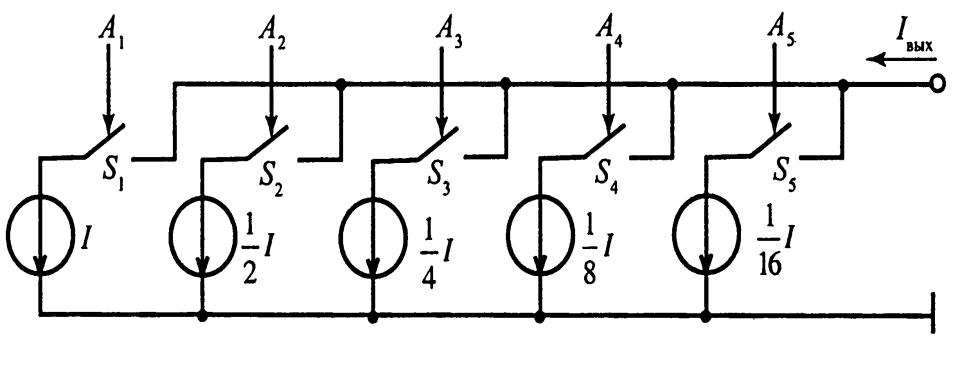 A₁ A₂ A₃ A₄ A₅ Iвых
S₁ S₂ S₃ S₄ S₅
I 1/2 I 1/4 I 1/8 I 1/16 I